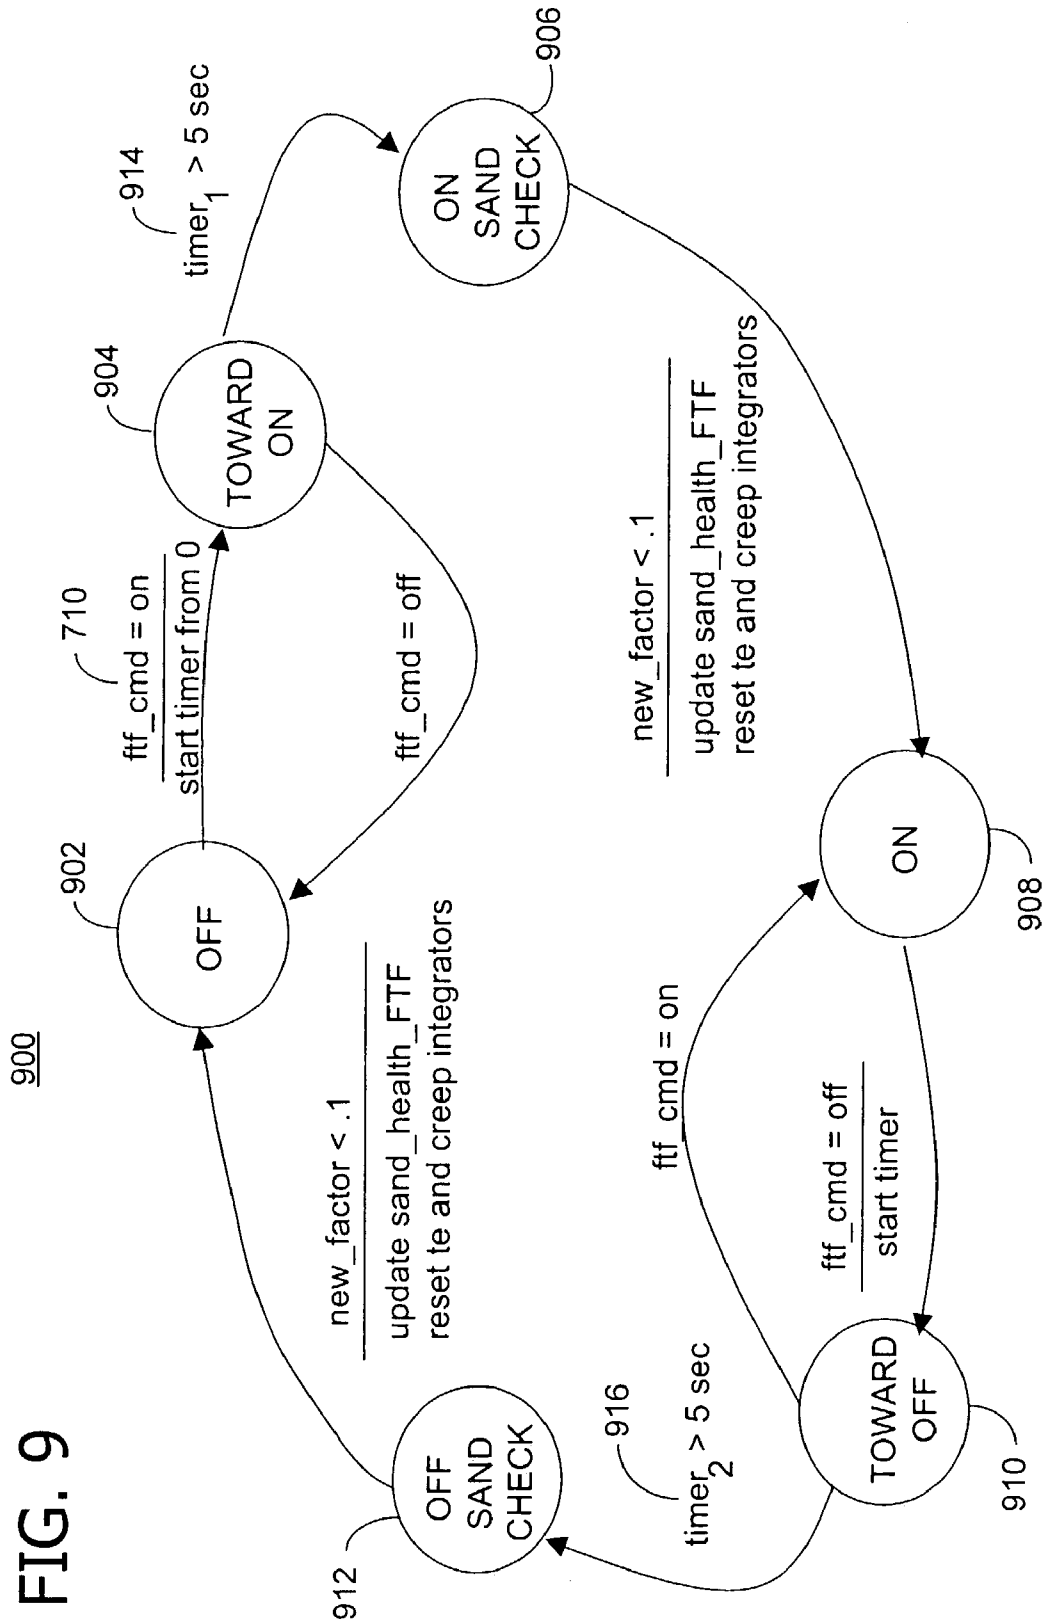 FIG. 9
900
902
OFF
710
ftf_cmd = on
start timer from 0
904
TOWARD
ON
914
timer1 > 5 sec
906
ON
SAND
CHECK
ftf_cmd = off
new_factor < .1
update sand_health_FTF
reset te and creep integrators
new_factor < .1
update sand_health_FTF
reset te and creep integrators
912
OFF
SAND
CHECK
916
timer2 > 5 sec
ftf_cmd = on
ftf_cmd = off
start timer
910
TOWARD
OFF
ON
908